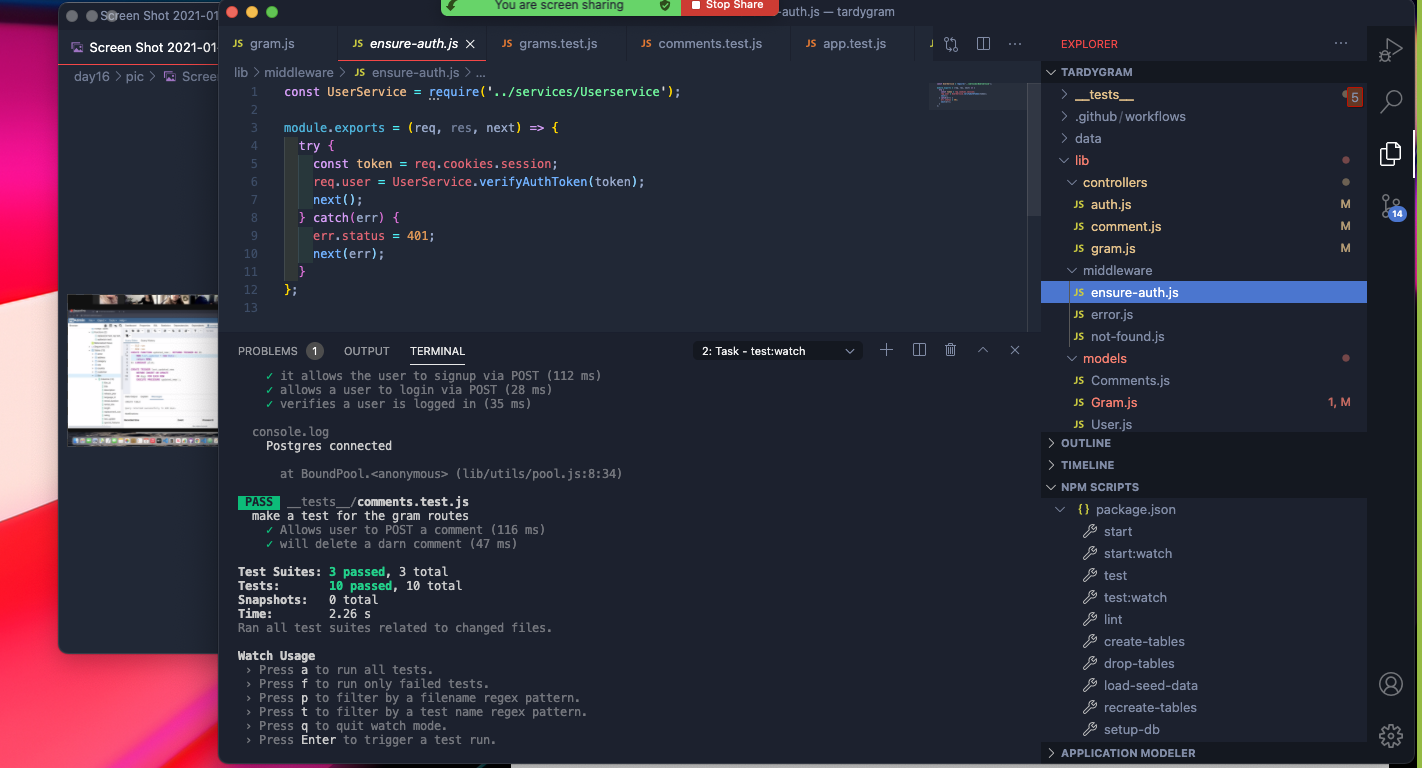 Screen Shot 2021-01
Screen Shot 2021-01
day16 > pic > Scree
You are screen sharing
Stop Share
-auth.js — tardygram
JS gram.js
JS ensure-auth.js
JS grams.test.js
JS comments.test.js
JS app.test.js
lib > middleware > JS ensure-auth.js > ...
1 const UserService = require('../services/Userservice');
2
3 module.exports = (req, res, next) => {
4 try {
5 const token = req.cookies.session;
6 req.user = UserService.verifyAuthToken(token);
7 next();
8 } catch(err) {
9 err.status = 401;
10 next(err);
11 }
12 };
13
PROBLEMS 1 OUTPUT TERMINAL
2: Task - test:watch
✓ it allows the user to signup via POST (112 ms)
✓ allows a user to login via POST (28 ms)
✓ verifies a user is logged in (35 ms)
console.log
Postgres connected
at BoundPool.<anonymous> (lib/utils/pool.js:8:34)
PASS __tests__/comments.test.js
make a test for the gram routes
✓ Allows user to POST a comment (116 ms)
✓ will delete a darn comment (47 ms)
Test Suites: 3 passed, 3 total
Tests: 10 passed, 10 total
Snapshots: 0 total
Time: 2.26 s
Ran all test suites related to changed files.
Watch Usage
› Press a to run all tests.
› Press f to run only failed tests.
› Press p to filter by a filename regex pattern.
› Press t to filter by a test name regex pattern.
› Press q to quit watch mode.
› Press Enter to trigger a test run.
EXPLORER
TARDYGRAM
__tests__ 5
.github/workflows
data
lib
controllers
JS auth.js M
JS comment.js M
JS gram.js M
middleware
JS ensure-auth.js
JS error.js
JS not-found.js
models
JS Comments.js
JS Gram.js 1, M
JS User.js
OUTLINE
TIMELINE
NPM SCRIPTS
{} package.json
start
start:watch
test
test:watch
lint
create-tables
drop-tables
load-seed-data
recreate-tables
setup-db
APPLICATION MODELER
14